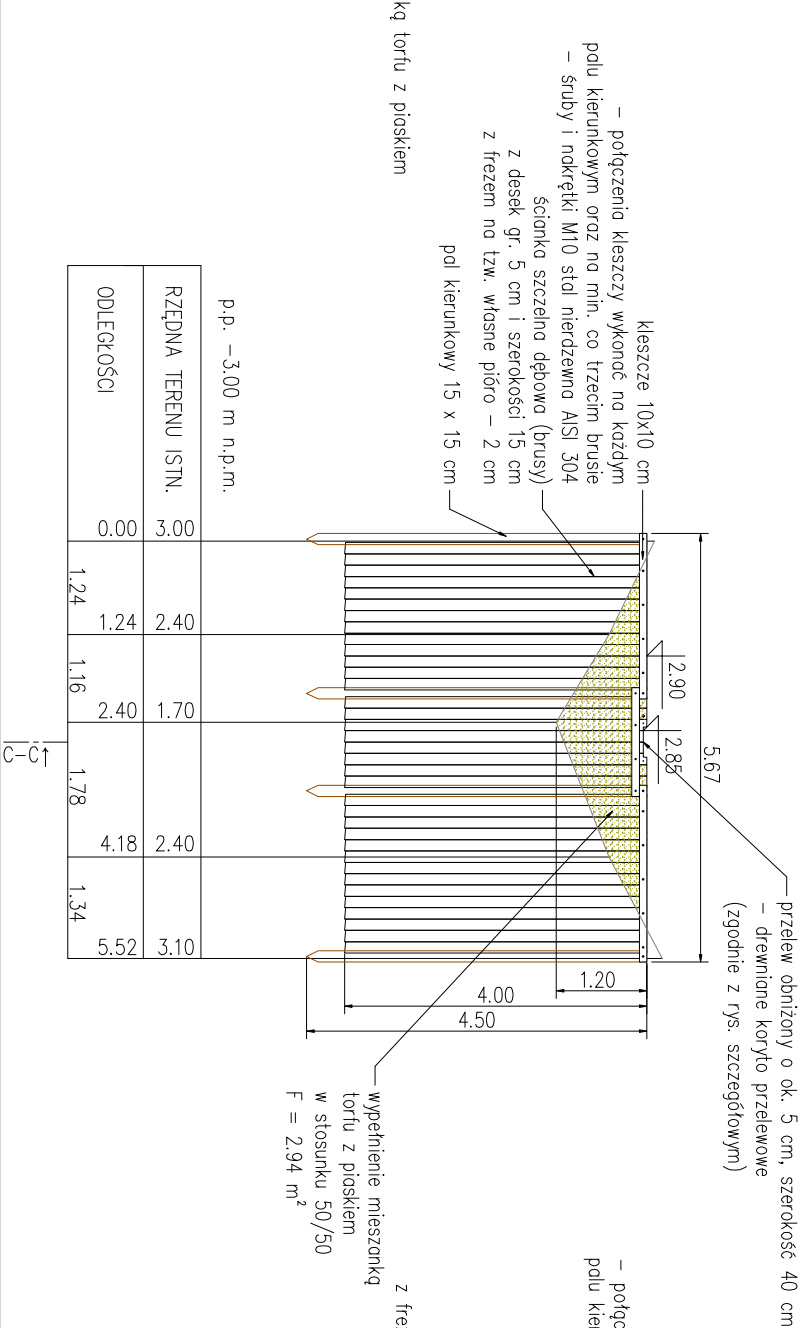 ką torfu z piaskiem
kleszcze 10x10 cm
- połączenia kleszczy wykonać na każdym
palu kierunkowym oraz na min. co trzecim brusie
- śruby i nakrętki M10 stal nierdzewna AISI 304
ścianka szczelna dębowa (brusy)
z desek gr. 5 cm i szerokości 15 cm
z frezem na tzw. własne pióro - 2 cm
pal kierunkowy 15 x 15 cm
przelew obniżony o ok. 5 cm, szerokość 40 cm
- drewniane koryto przelewowe
(zgodnie z rys. szczegółowym)
5.67
2.90
2.85
1.20
4.00
4.50
wypełnienie mieszanką
torfu z piaskiem
w stosunku 50/50
F = 2.94 m²
p.p. -3.00 m n.p.m.
RZĘDNA TERENU ISTN. 3.00 2.40 1.70 2.40 3.10
ODLEGŁOŚCI 0.00 1.24 2.40 4.18 5.52
1.24 1.16 1.78 1.34
C-C
- połąc
palu kier
z fre